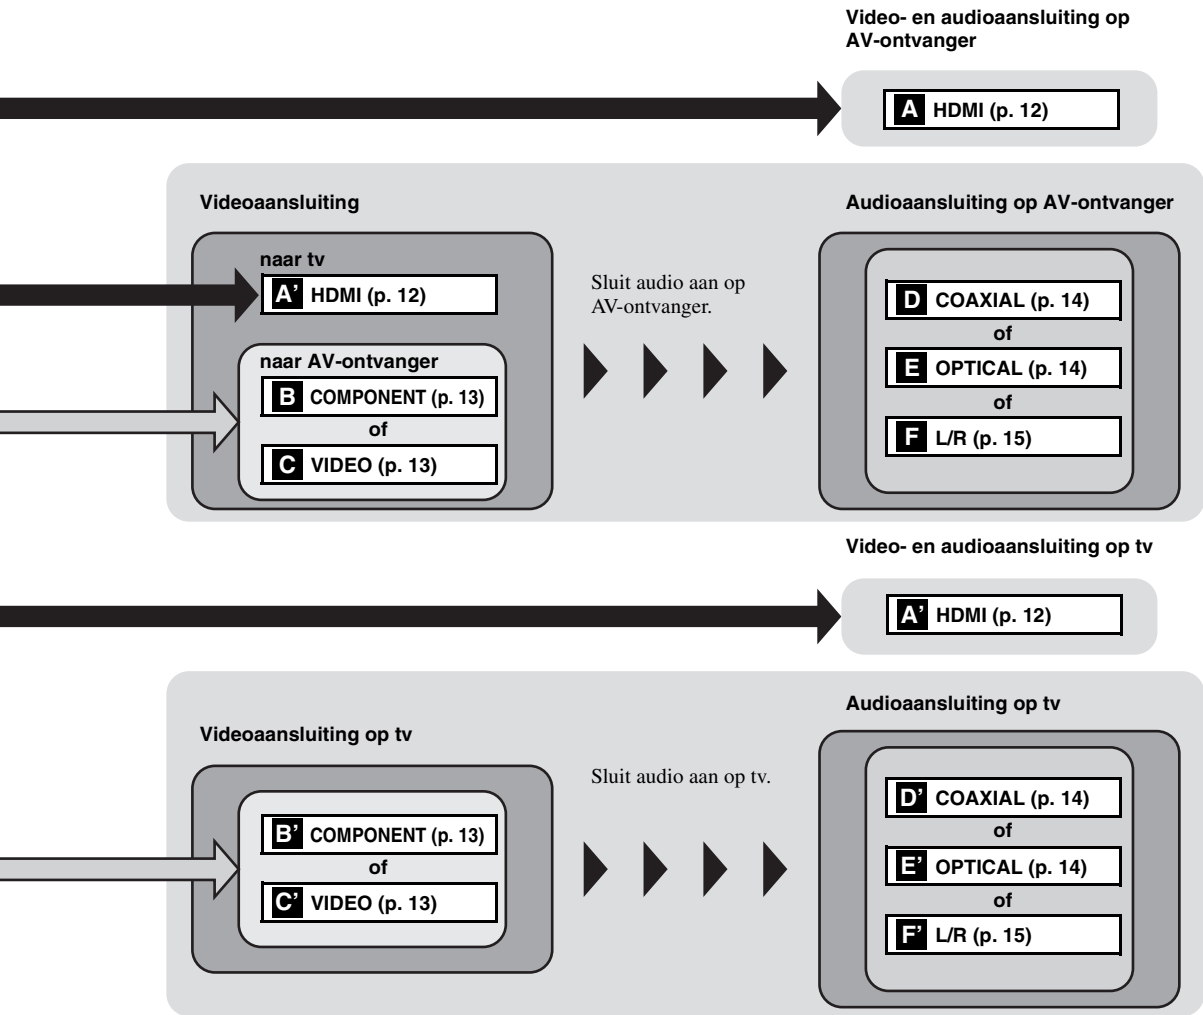 Video- en audioaansluiting op
AV-ontvanger
A HDMI (p. 12)
Videoaansluiting
naar tv
A’ HDMI (p. 12)
naar AV-ontvanger
B COMPONENT (p. 13)
of
C VIDEO (p. 13)
Sluit audio aan op
AV-ontvanger.
Audioaansluiting op AV-ontvanger
D COAXIAL (p. 14)
of
E OPTICAL (p. 14)
of
F L/R (p. 15)
Video- en audioaansluiting op tv
A’ HDMI (p. 12)
Videoaansluiting op tv
B’ COMPONENT (p. 13)
of
C’ VIDEO (p. 13)
Sluit audio aan op tv.
Audioaansluiting op tv
D’ COAXIAL (p. 14)
of
E’ OPTICAL (p. 14)
of
F’ L/R (p. 15)